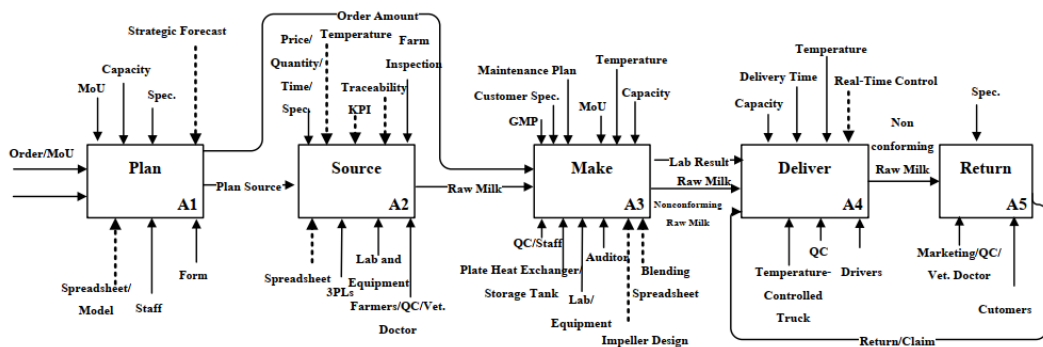 Order Amount
Strategic Forecast
Capacity
MoU
Spec.
Order/MoU
Plan
A1
Plan Source
Spreadsheet/
Model
Staff
Form
Price/
Quantity/
Time/
Spec.
Temperature
KPI
Traceability
Farm
Inspection
Source
A2
Raw Milk
Spreadsheet
3PLs
Lab and
Equipment
Farmers/QC/Vet.
Doctor
GMP
Customer Spec.
Maintenance Plan
MoU
Temperature
Capacity
Make
A3
Lab Result
Raw Milk
Nonconforming
Raw Milk
QC/Staff
Plate Heat Exchanger/
Storage Tank
Lab/
Equipment
Auditor
Impeller Design
Spreadsheet
Blending
Capacity
Delivery Time
Temperature
Real-Time Control
Deliver
A4
Non
conforming
Raw Milk
Temperature-
Controlled
Truck
QC
Drivers
Spec.
Return
A5
Marketing/QC/
Vet. Doctor
Cutomers
Return/Claim